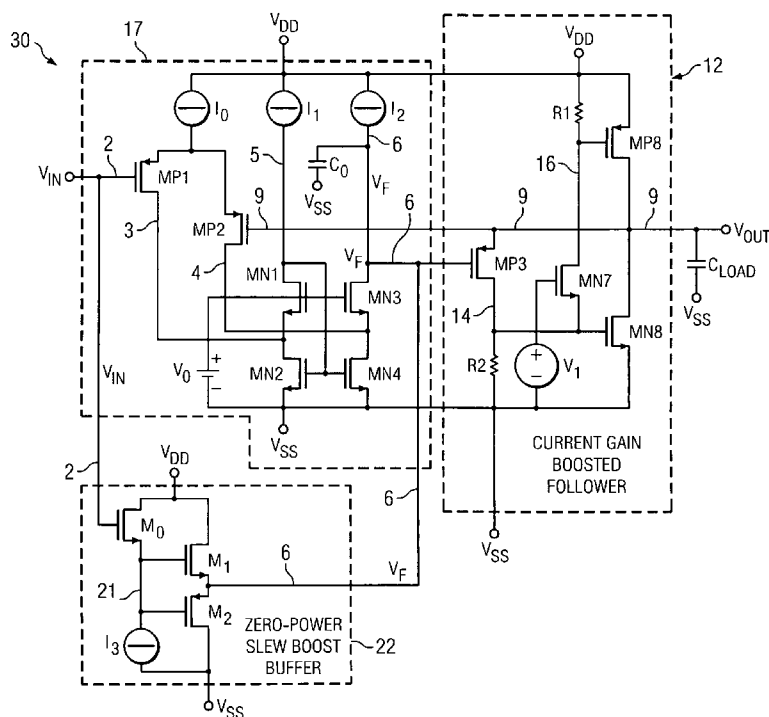 30
17
V_DD
V_DD
12
I_0
I_1
I_2
R1
MP8
6
5
C_0
V_SS
V_F
16
V_IN
2
MP1
MP2
9
9
9
V_OUT
3
4
V_F
6
MP3
MN7
C_LOAD
V_SS
MN1
MN3
14
MN8
V_IN
V_0
+
-
MN2
MN4
R2
+
-
V_1
V_SS
CURRENT GAIN
BOOSTED
FOLLOWER
2
V_DD
6
V_SS
M_0
M_1
6
V_F
21
M_2
I_3
ZERO-POWER
SLEW BOOST
BUFFER
22
V_SS